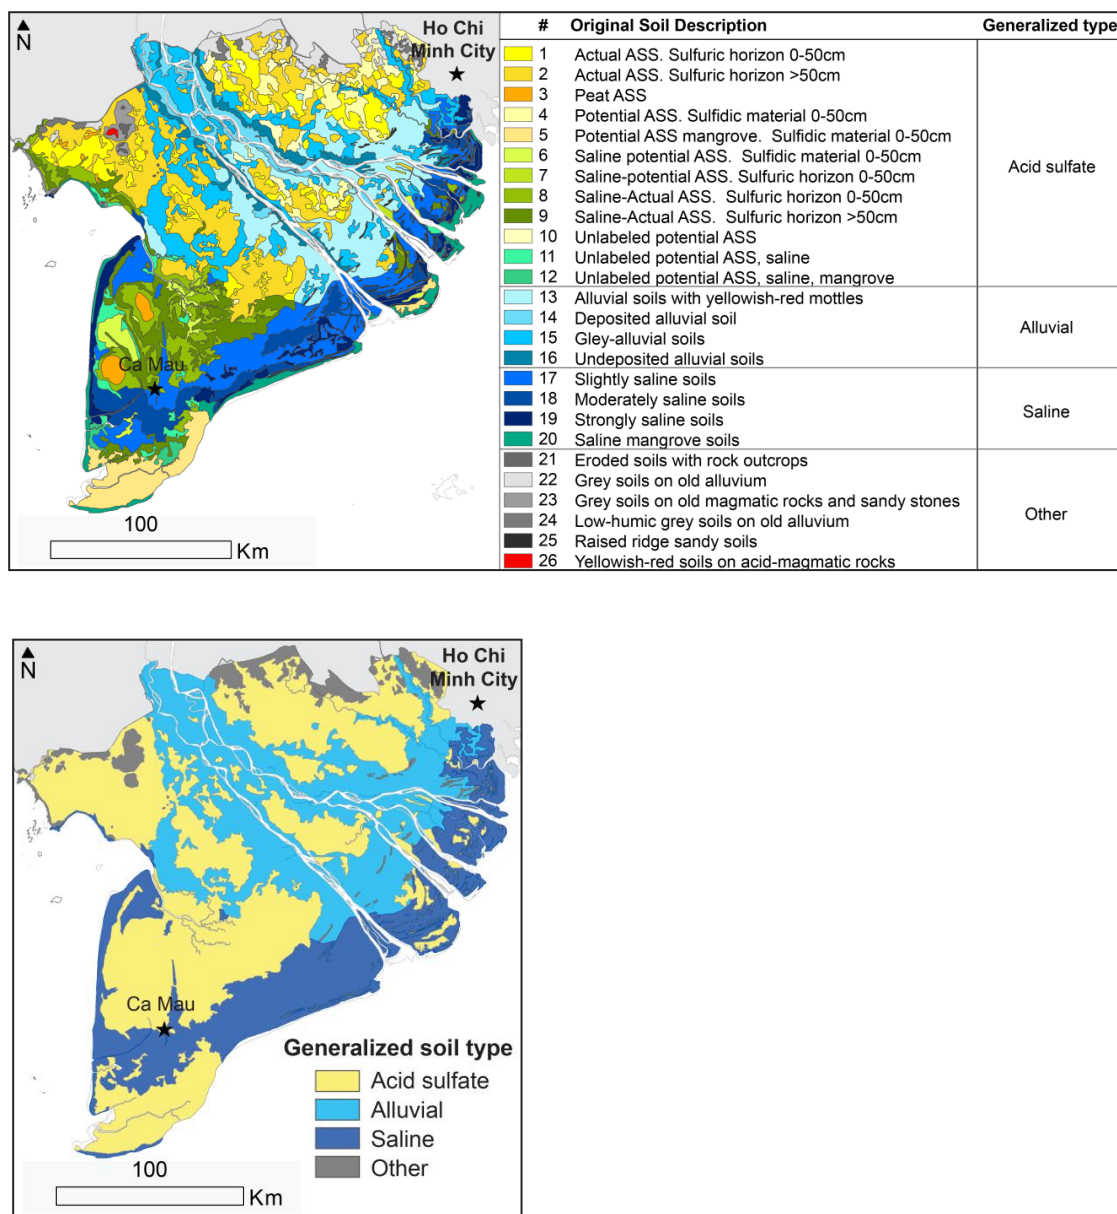 N
Ho Chi
Minh City
Ca Mau
100
Km
# Original Soil Description Generalized type
1 Actual ASS. Sulfuric horizon 0-50cm
2 Actual ASS. Sulfuric horizon >50cm
3 Peat ASS
4 Potential ASS. Sulfidic material 0-50cm
5 Potential ASS mangrove. Sulfidic material 0-50cm
6 Saline potential ASS. Sulfidic material 0-50cm
7 Saline-potential ASS. Sulfuric horizon 0-50cm
8 Saline-Actual ASS. Sulfuric horizon 0-50cm
9 Saline-Actual ASS. Sulfuric horizon >50cm
10 Unlabeled potential ASS
11 Unlabeled potential ASS, saline
12 Unlabeled potential ASS, saline, mangrove
Acid sulfate
13 Alluvial soils with yellowish-red mottles
14 Deposited alluvial soil
15 Gley-alluvial soils
16 Undeposited alluvial soils
Alluvial
17 Slightly saline soils
18 Moderately saline soils
19 Strongly saline soils
20 Saline mangrove soils
Saline
21 Eroded soils with rock outcrops
22 Grey soils on old alluvium
23 Grey soils on old magmatic rocks and sandy stones
24 Low-humic grey soils on old alluvium
25 Raised ridge sandy soils
26 Yellowish-red soils on acid-magmatic rocks
Other
N
Ho Chi
Minh City
Ca Mau
Generalized soil type
Acid sulfate
Alluvial
Saline
Other
100
Km